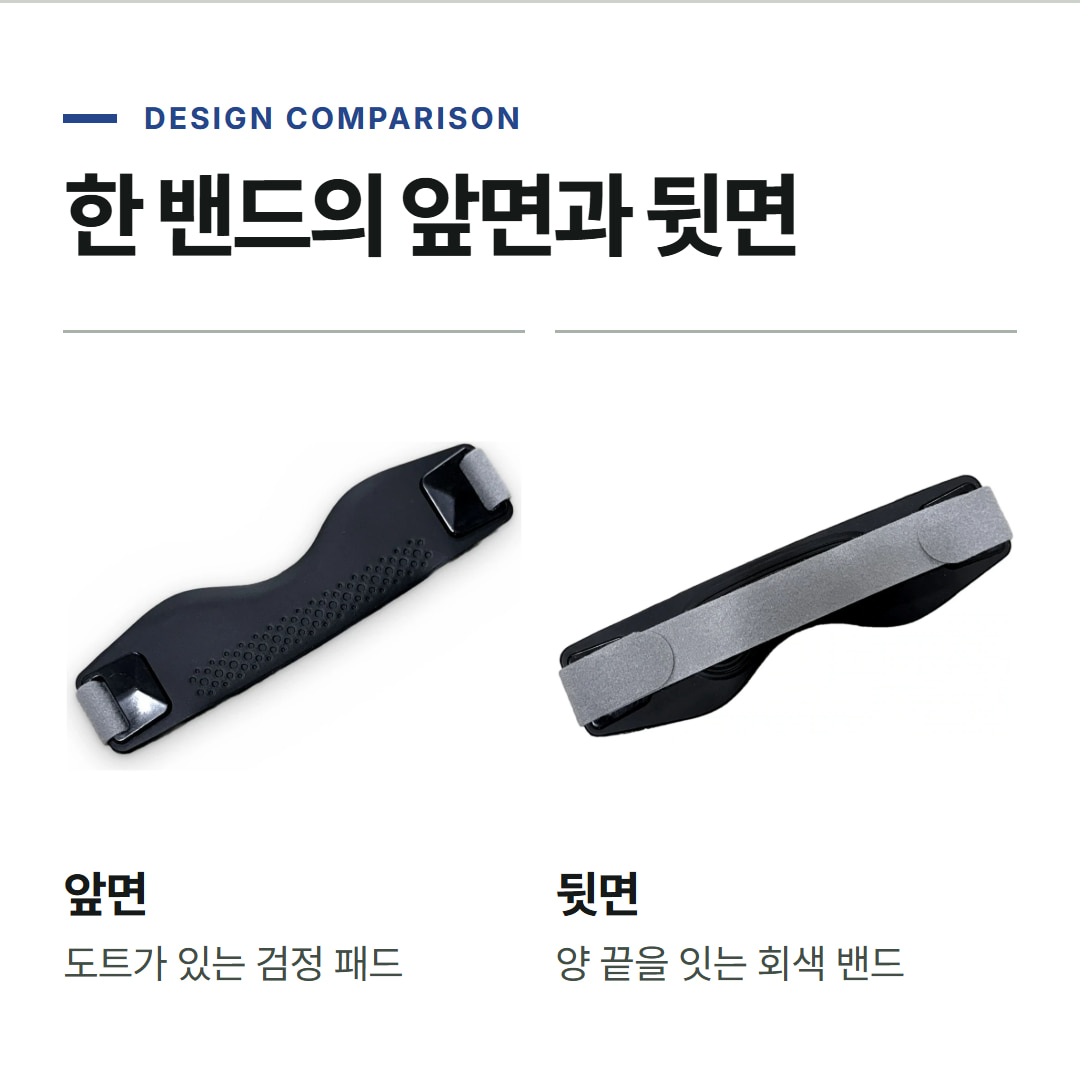 DESIGN COMPARISON
한 밴드의 앞면과 뒷면
앞면
도트가 있는 검정 패드
뒷면
양 끝을 잇는 회색 밴드